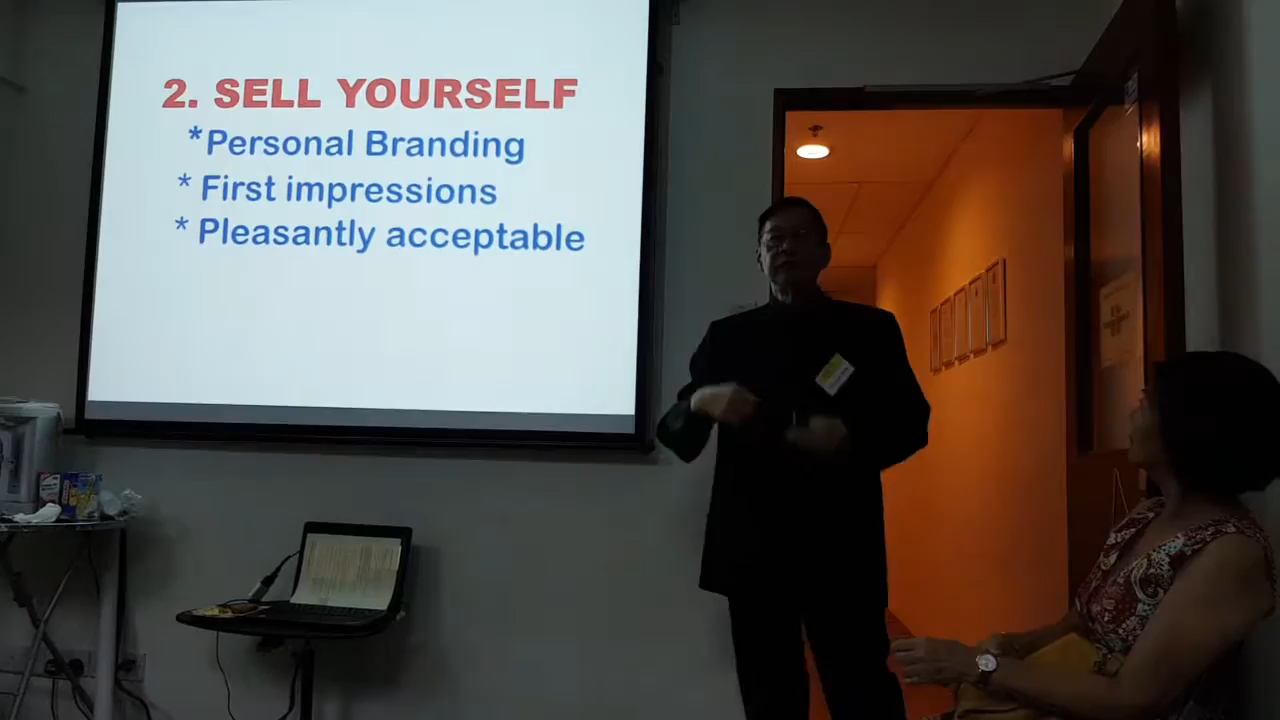 2. SELL YOURSELF
*Personal Branding
* First impressions
* Pleasantly acceptable